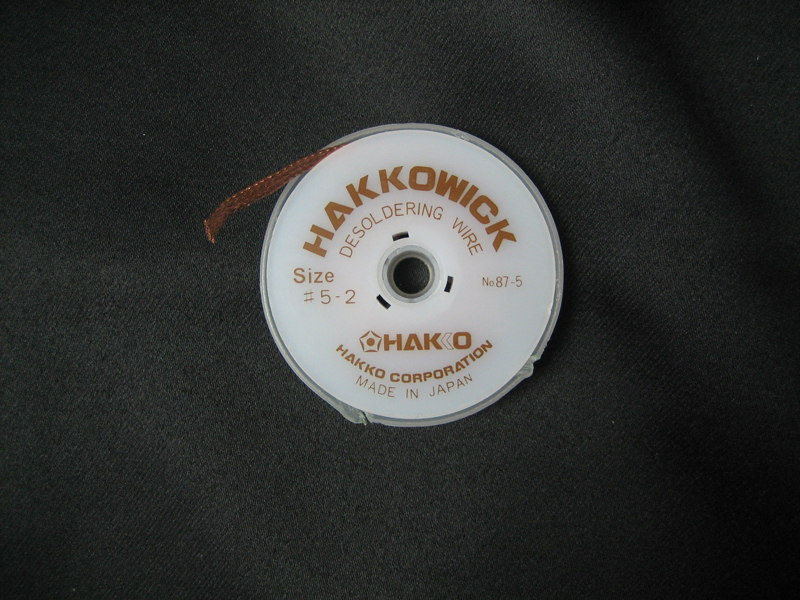 HAKKOWICK
DESOLDERING WIRE
Size
#5-2
No87-5
HAKKO
HAKKO CORPORATION
MADE IN JAPAN